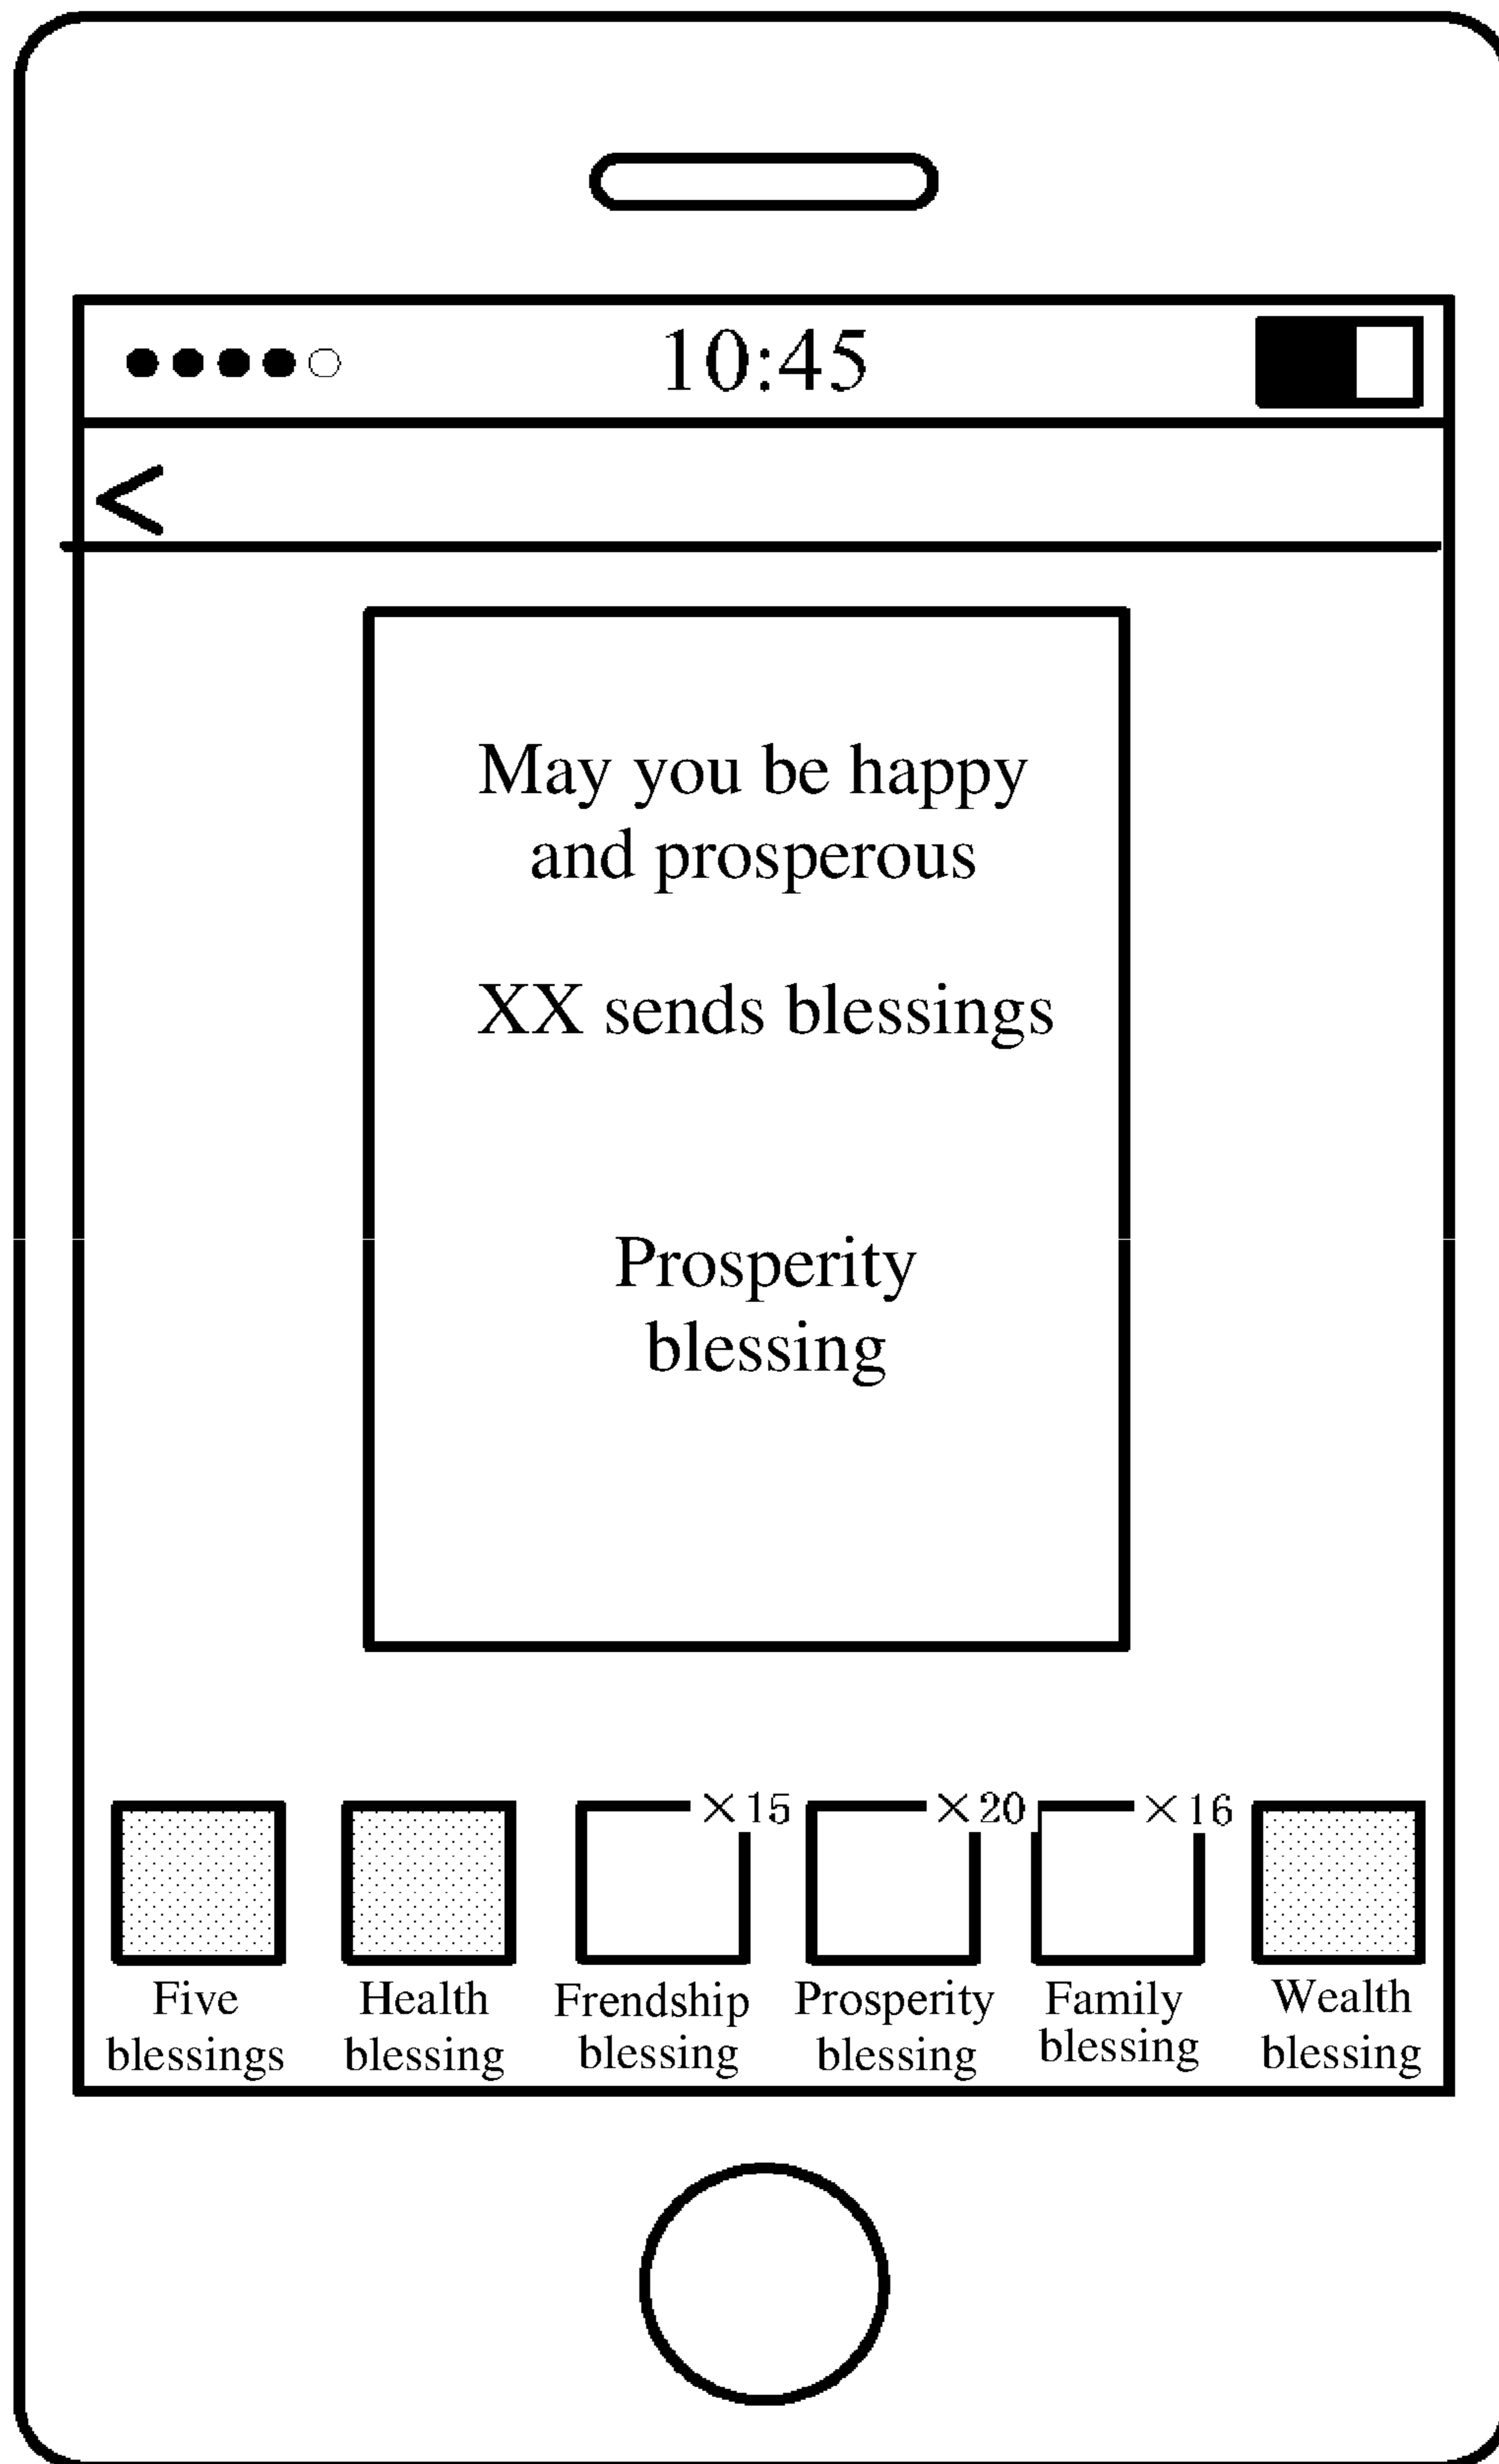 10:45
<
May you be happy
and prosperous
XX sends blessings
Prosperity
blessing
×15
×20
×16
Five
blessings
Health
blessing
Frendship
blessing
Prosperity
blessing
Family
blessing
Wealth
blessing